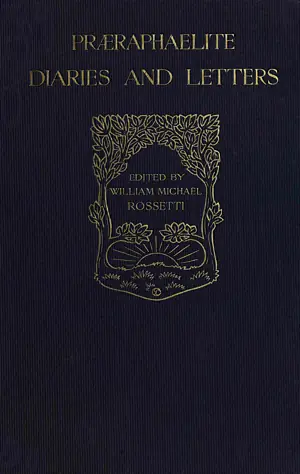 PRÆRAPHAELITE
DIARIES AND LETTERS
EDITED BY
WILLIAM MICHAEL
ROSSETTI